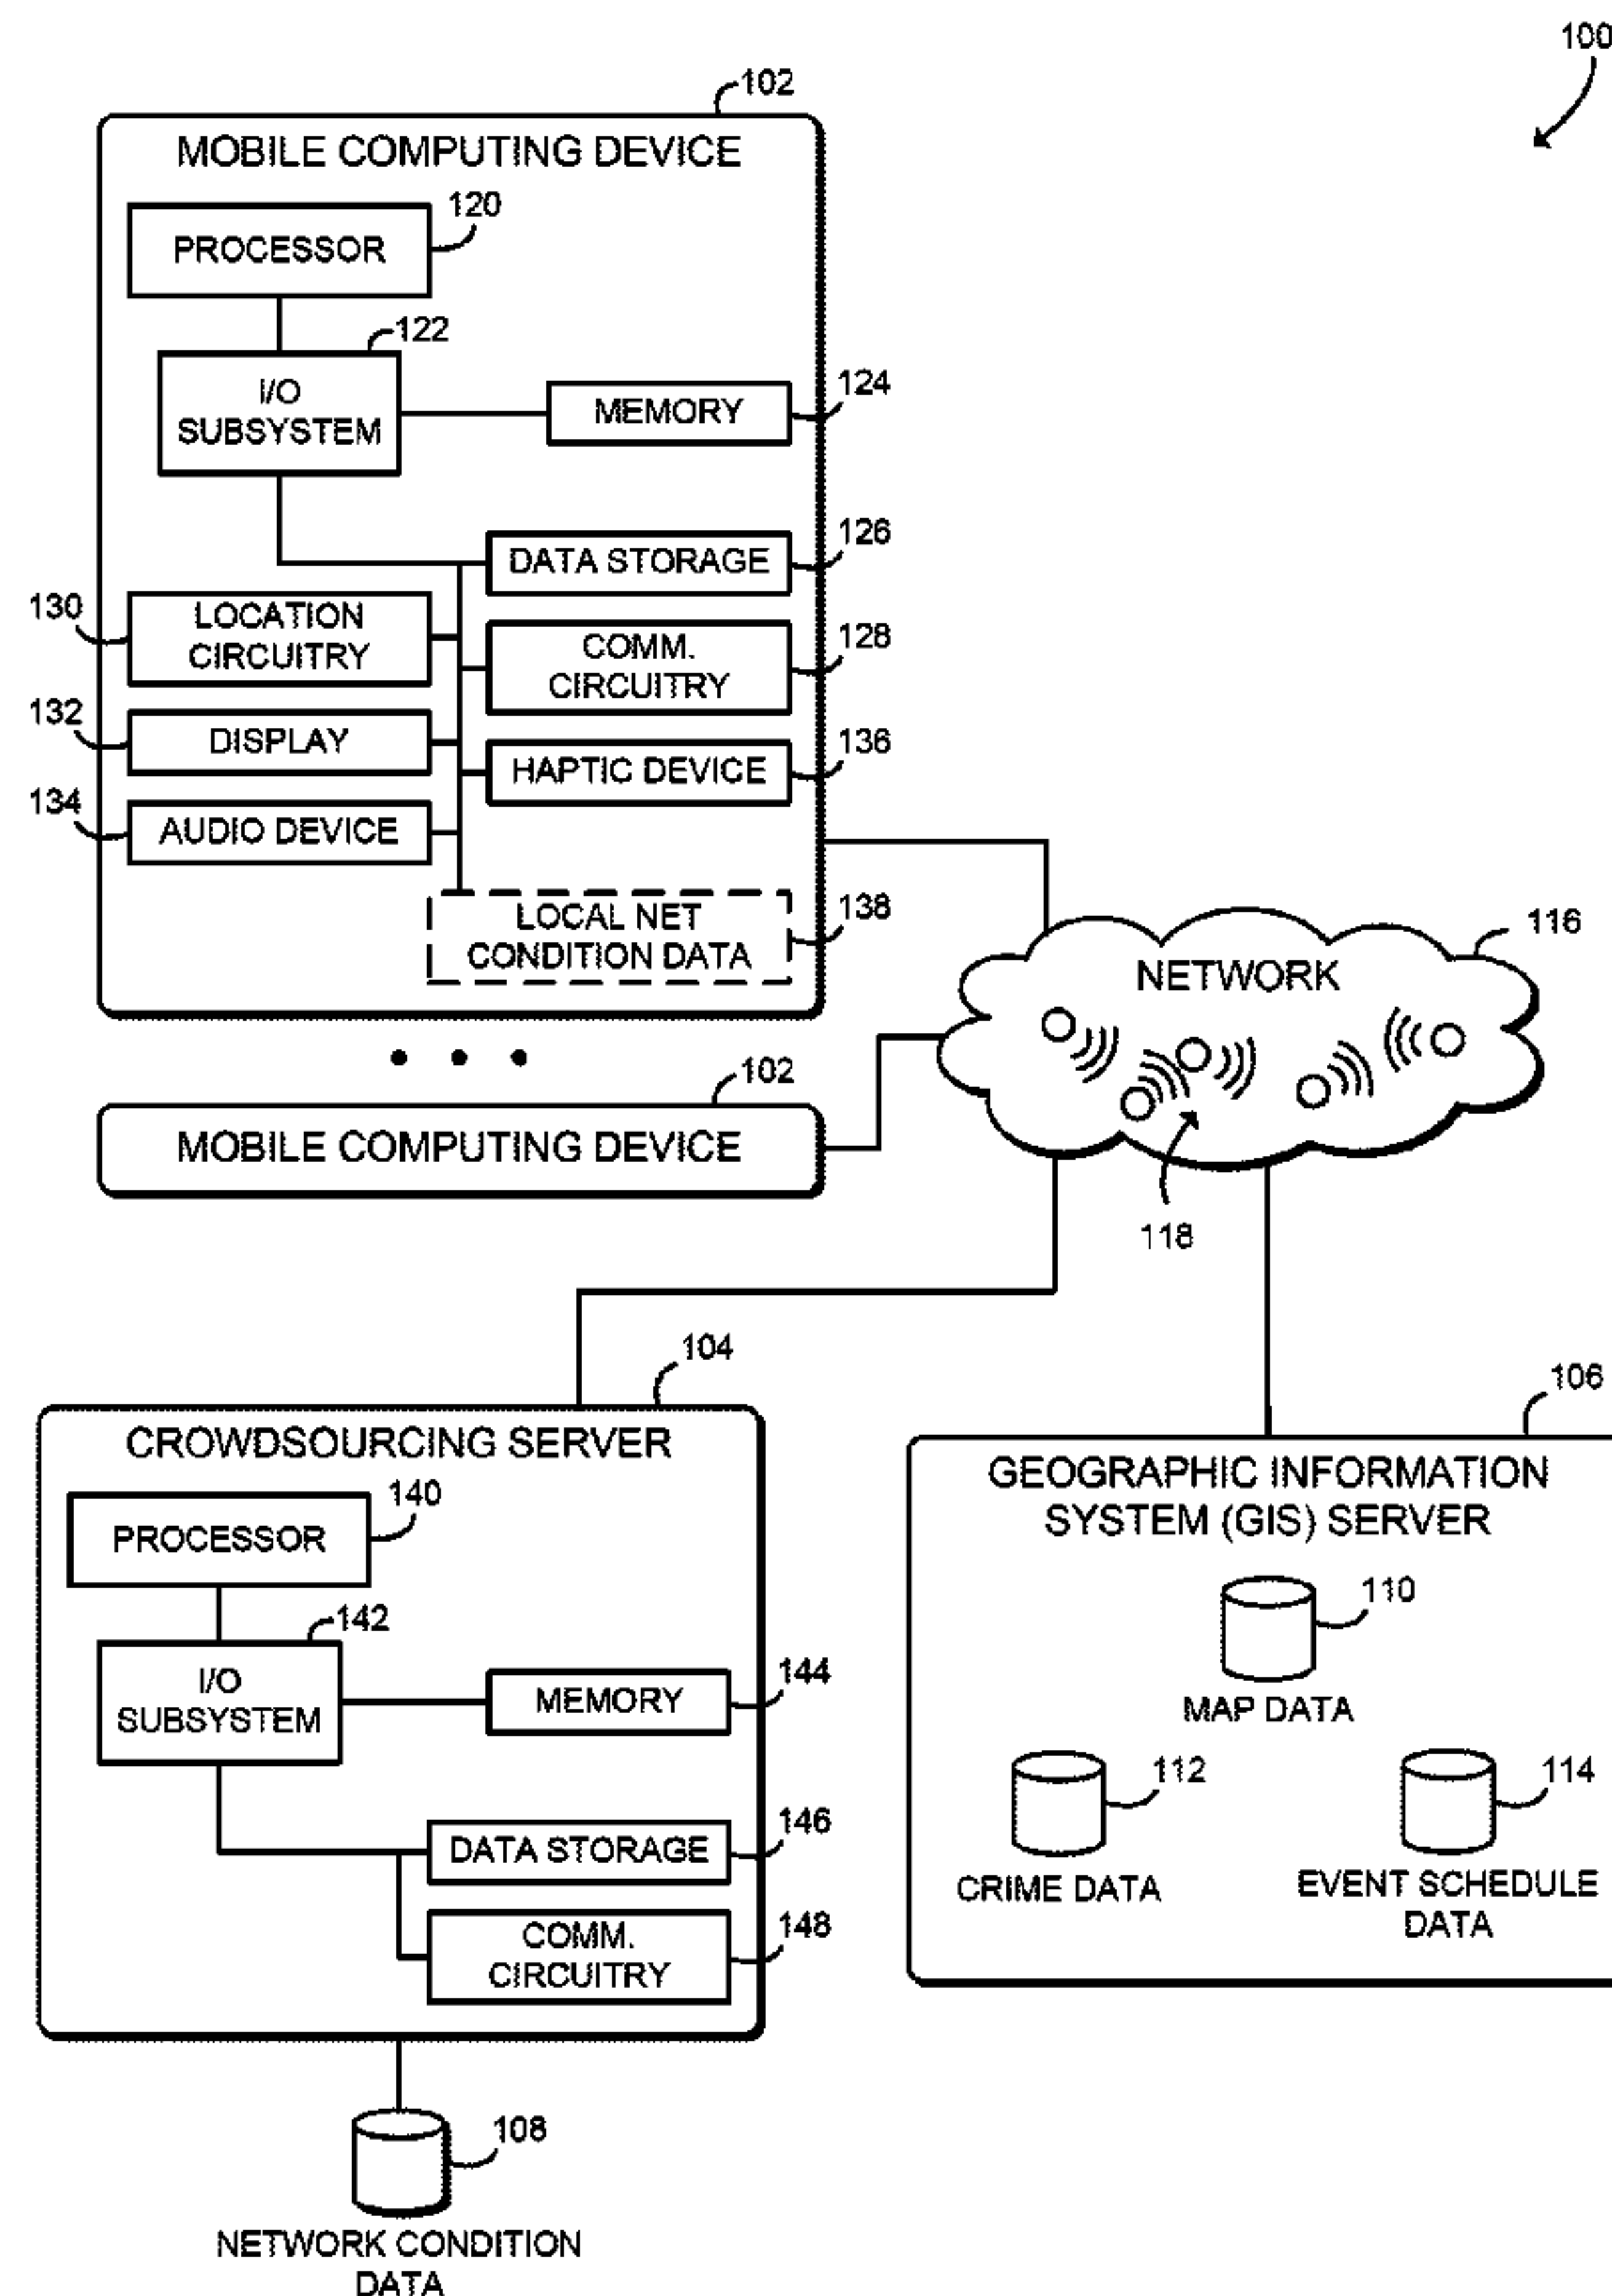 100
102
MOBILE COMPUTING DEVICE
120
PROCESSOR
122
I/O
SUBSYSTEM
124
MEMORY
126
DATA STORAGE
130
LOCATION
CIRCUITRY
128
COMM.
CIRCUITRY
132
DISPLAY
136
HAPTIC DEVICE
134
AUDIO DEVICE
138
LOCAL NET
CONDITION DATA
116
NETWORK
118
102
MOBILE COMPUTING DEVICE
104
CROWDSOURCING SERVER
140
PROCESSOR
142
I/O
SUBSYSTEM
144
MEMORY
146
DATA STORAGE
148
COMM.
CIRCUITRY
108
NETWORK CONDITION
DATA
106
GEOGRAPHIC INFORMATION
SYSTEM (GIS) SERVER
110
MAP DATA
112
CRIME DATA
114
EVENT SCHEDULE
DATA